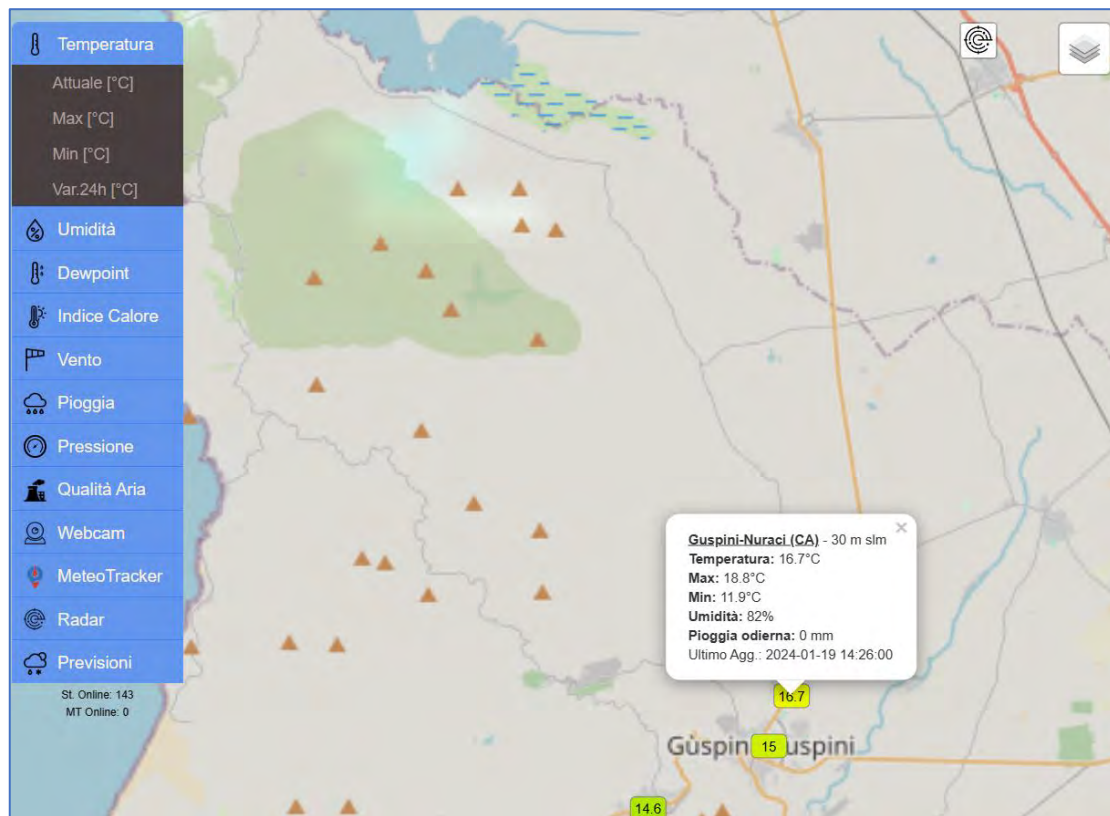 Temperatura
Attuale [°C]
Max [°C]
Min [°C]
Var.24h [°C]
Umidità
Dewpoint
Indice Calore
Vento
Pioggia
Pressione
Qualità Aria
Webcam
MeteoTracker
Radar
Previsioni
St. Online: 143
MT Online: 0
Guspini-Nuraci (CA) - 30 m slm
Temperatura: 16.7°C
Max: 18.8°C
Min: 11.9°C
Umidità: 82%
Pioggia odierna: 0 mm
Ultimo Agg.: 2024-01-19 14:26:00
16.7
Gùspin 15 uspini
14.6